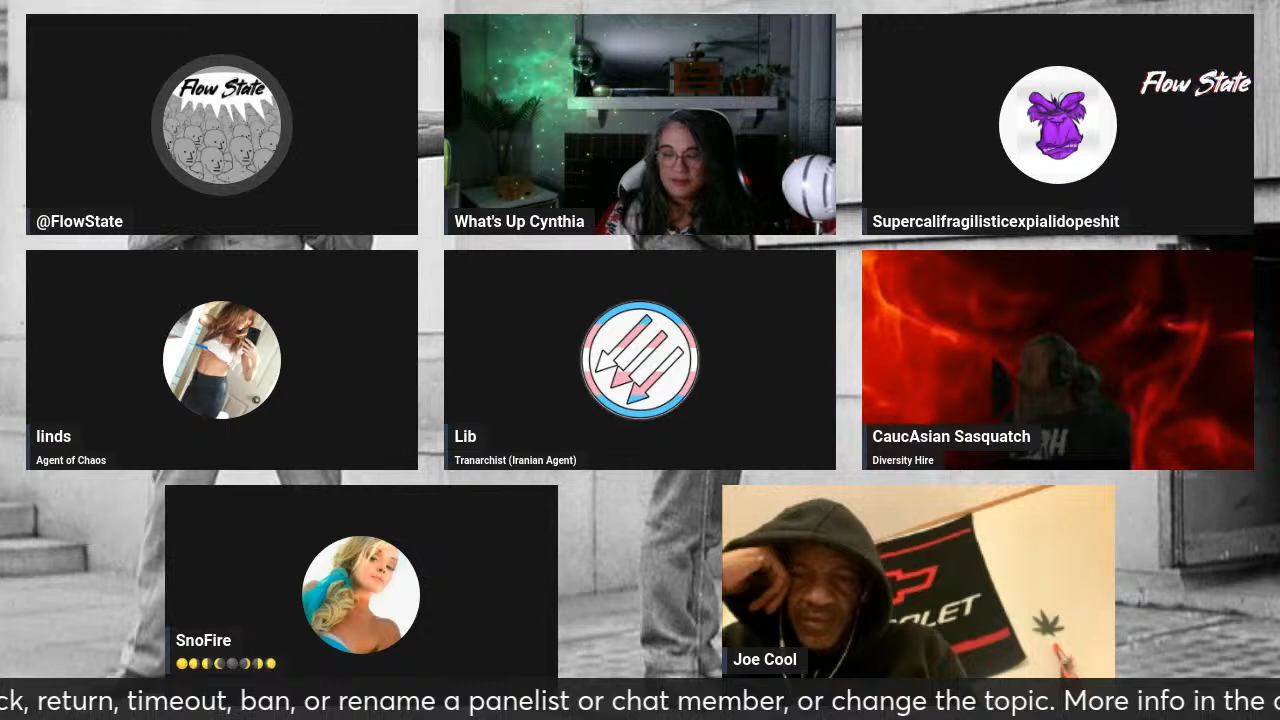 Flow State
@FlowState
What's Up Cynthia
Flow State
Supercalifragilisticexpialidopeshit
linds
Agent of Chaos
Lib
Tranarchist (Iranian Agent)
CaucAsian Sasquatch
Diversity Hire
SnoFire
Joe Cool
ck, return, timeout, ban, or rename a panelist or chat member, or change the topic. More info in the